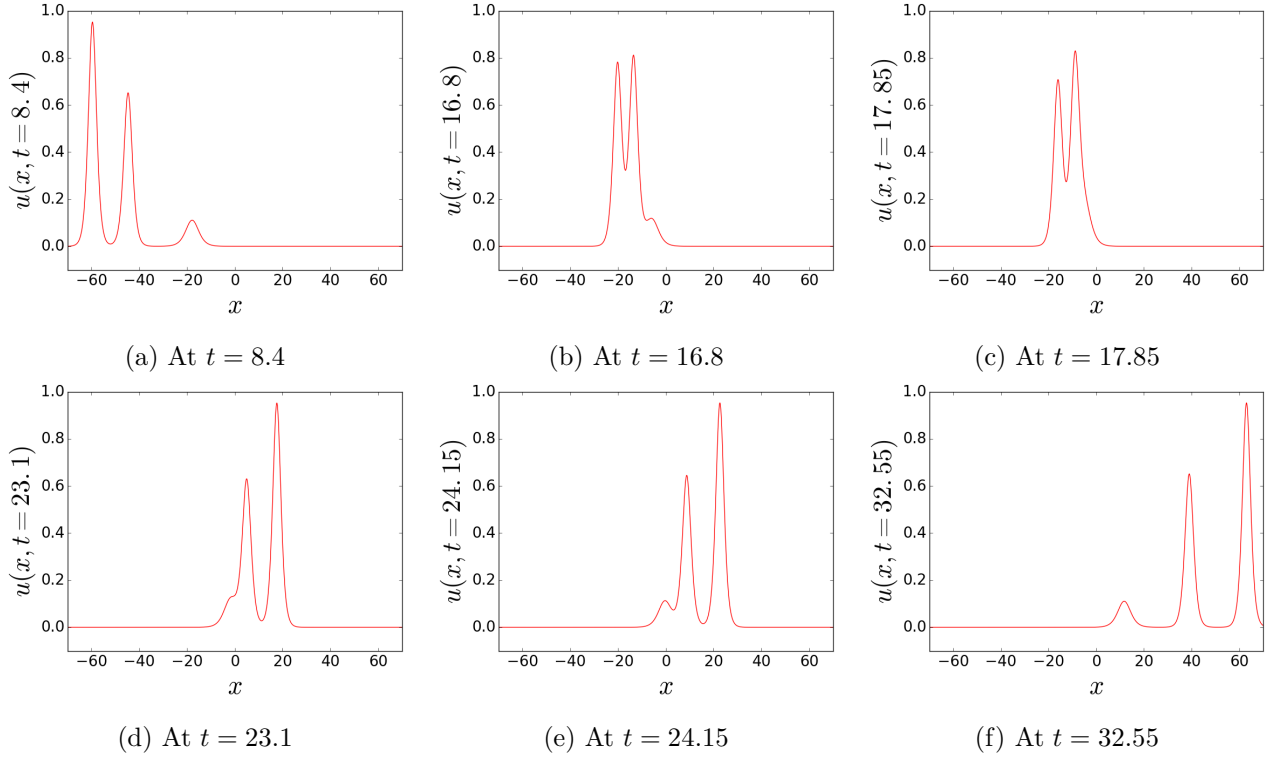 1.0
0.8
0.6
0.4
0.2
0.0
u(x, t = 8.4)
−60 −40 −20 0 20 40 60
x
(a) At t = 8.4
1.0
0.8
0.6
0.4
0.2
0.0
u(x, t = 16.8)
−60 −40 −20 0 20 40 60
x
(b) At t = 16.8
1.0
0.8
0.6
0.4
0.2
0.0
u(x, t = 17.85)
−60 −40 −20 0 20 40 60
x
(c) At t = 17.85
1.0
0.8
0.6
0.4
0.2
0.0
u(x, t = 23.1)
−60 −40 −20 0 20 40 60
x
(d) At t = 23.1
1.0
0.8
0.6
0.4
0.2
0.0
u(x, t = 24.15)
−60 −40 −20 0 20 40 60
x
(e) At t = 24.15
1.0
0.8
0.6
0.4
0.2
0.0
u(x, t = 32.55)
−60 −40 −20 0 20 40 60
x
(f) At t = 32.55